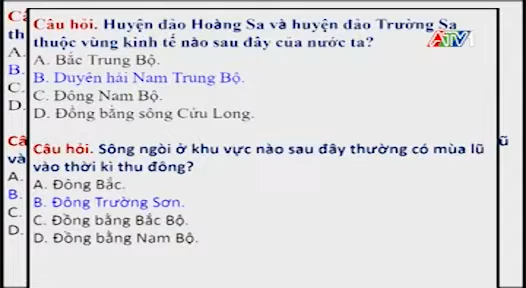 Câu hỏi. Huyện đảo Hoàng Sa và huyện đảo Trường Sa
thuộc vùng kinh tế nào sau đây của nước ta?
A. Bắc Trung Bộ.
B. Duyên hải Nam Trung Bộ.
C. Đông Nam Bộ.
D. Đồng bằng sông Cửu Long.
ATV1
Câu hỏi. Sông ngòi ở khu vực nào sau đây thường có mùa lũ
vào thời kì thu đông?
A. Đông Bắc.
B. Đông Trường Sơn.
C. Đồng bằng Bắc Bộ.
D. Đồng bằng Nam Bộ.